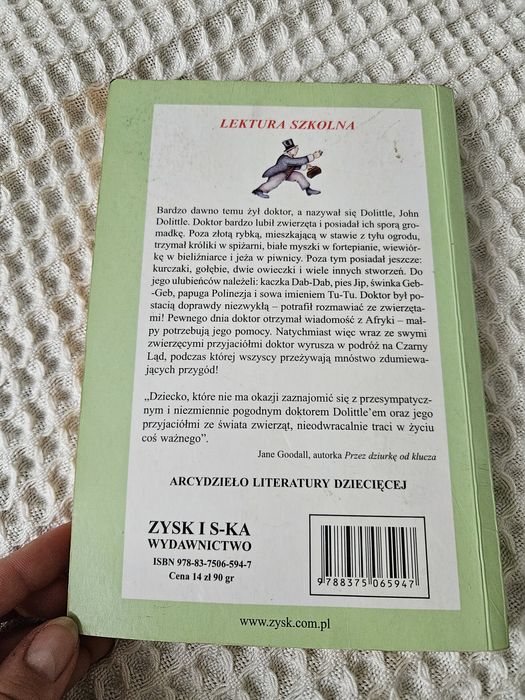 LEKTURA SZKOLNA
Bardzo dawno temu żył doktor, a nazywał się Dolittle, John
Dolittle. Doktor bardzo lubił zwierzęta i posiadał ich sporą gro-
madkę. Poza złotą rybką, mieszkającą w stawie z tyłu ogrodu,
trzymał króliki w spiżarni, białe myszki w fortepianie, wiewiór-
kę w bieliźniarce i jeża w piwnicy. Poza tym posiadał jeszcze:
kurczaki, gołębie, dwie owieczki i wiele innych stworzeń. Do
jego ulubieńców należeli: kaczka Dab-Dab, pies Jip, świnka Geb-
-Geb, papuga Polinezja i sowa imieniem Tu-Tu. Doktor był po-
stacią doprawdy niezwykłą – potrafił rozmawiać ze zwierzęta-
mi! Pewnego dnia doktor otrzymał wiadomość z Afryki – mał-
py potrzebują jego pomocy. Natychmiast więc wraz ze swymi
zwierzęcymi przyjaciółmi doktor wyrusza w podróż na Czarny
Ląd, podczas której wszyscy przeżywają mnóstwo zdumiewa-
jących przygód!
„Dziecko, które nie ma okazji zaznajomić się z przesympatycz-
nym i niezmiennie pogodnym doktorem Dolittle'em oraz jego
przyjaciółmi ze świata zwierząt, nieodwracalnie traci w życiu
coś ważnego”.
Jane Goodall, autorka Przez dziurkę od klucza
ARCYDZIEŁO LITERATURY DZIECIĘCEJ
ZYSK I S-KA
WYDAWNICTWO
ISBN 978-83-7506-594-7
Cena 14 zł 90 gr
9 788375 065947
www.zysk.com.pl